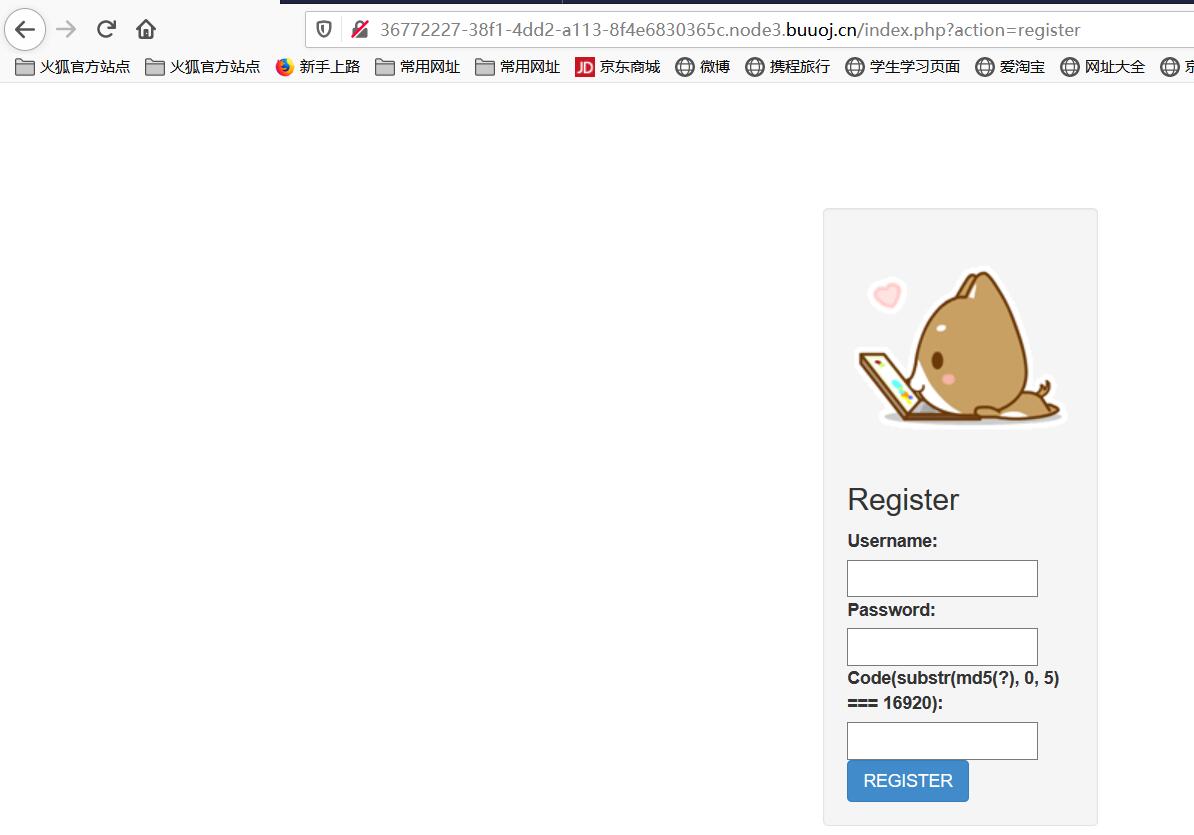 36772227-38f1-4dd2-a113-8f4e6830365c.node3.buuoj.cn/index.php?action=register
火狐官方站点 火狐官方站点 新手上路 常用网址 常用网址 JD 京东商城 微博 携程旅行 学生学习页面 爱淘宝 网址大全
Register
Username:
Password:
Code(substr(md5(?), 0, 5)
=== 16920):
REGISTER